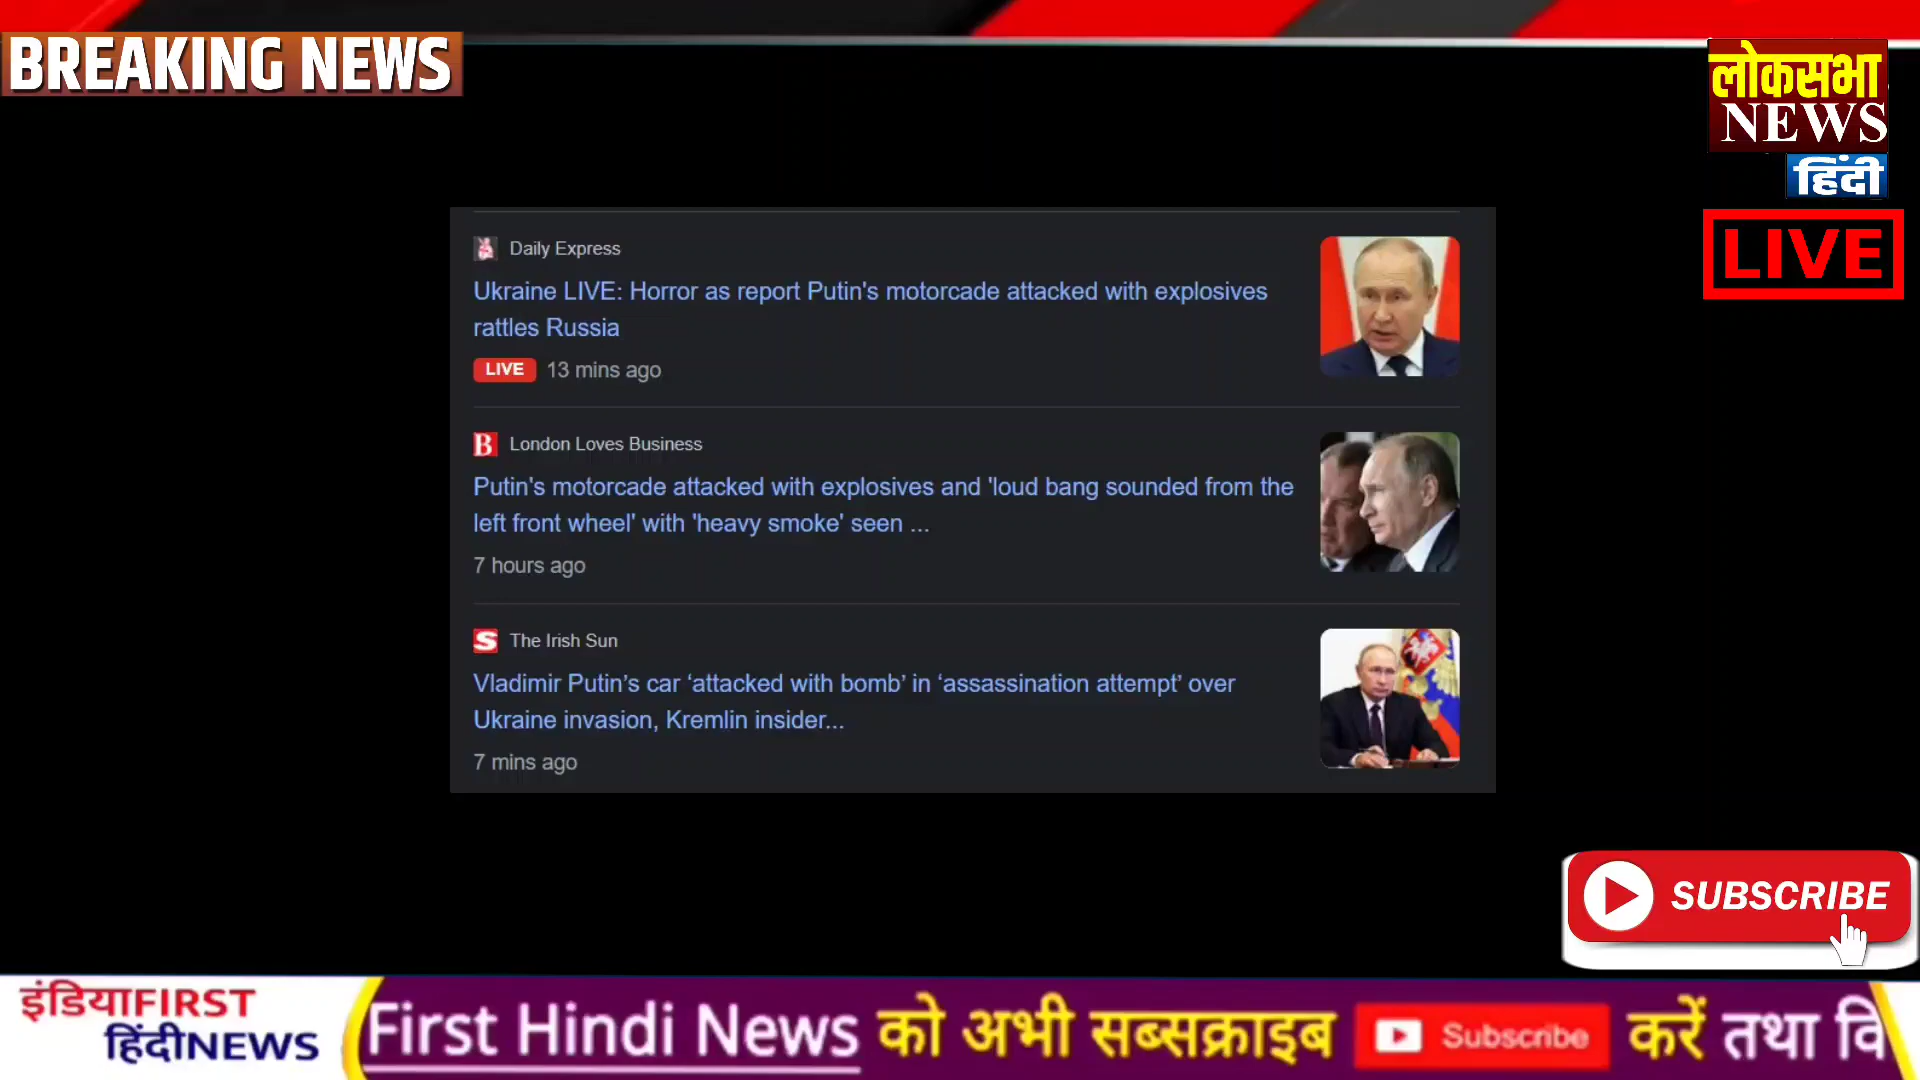 BREAKING NEWS
लोकसभा
NEWS
हिंदी
LIVE
Daily Express
Ukraine LIVE: Horror as report Putin's motorcade attacked with explosives
rattles Russia
LIVE 13 mins ago
B London Loves Business
Putin's motorcade attacked with explosives and 'loud bang sounded from the
left front wheel' with 'heavy smoke' seen ...
7 hours ago
S The Irish Sun
Vladimir Putin’s car ‘attacked with bomb’ in ‘assassination attempt’ over
Ukraine invasion, Kremlin insider...
7 mins ago
SUBSCRIBE
इंडियाFIRST
हिंदीNEWS
First Hindi News को अभी सब्सक्राइब Subscribe करें तथा वि